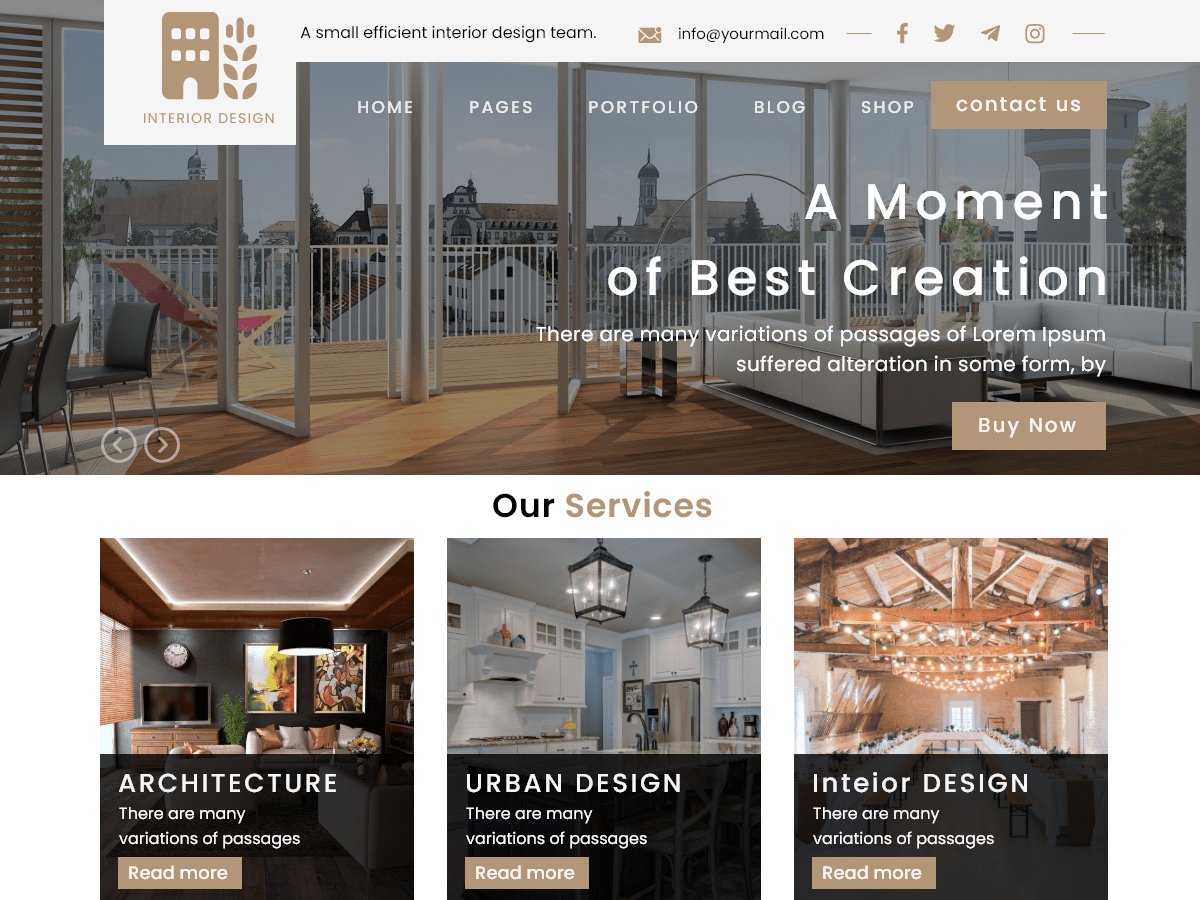 A small efficient interior design team.
info@yourmail.com
INTERIOR DESIGN
HOME
PAGES
PORTFOLIO
BLOG
SHOP
contact us
A Moment
of Best Creation
There are many variations of passages of Lorem Ipsum
suffered alteration in some form, by
Buy Now
Our Services
ARCHITECTURE
There are many
variations of passages
Read more
URBAN DESIGN
There are many
variations of passages
Read more
Inteior DESIGN
There are many
variations of passages
Read more